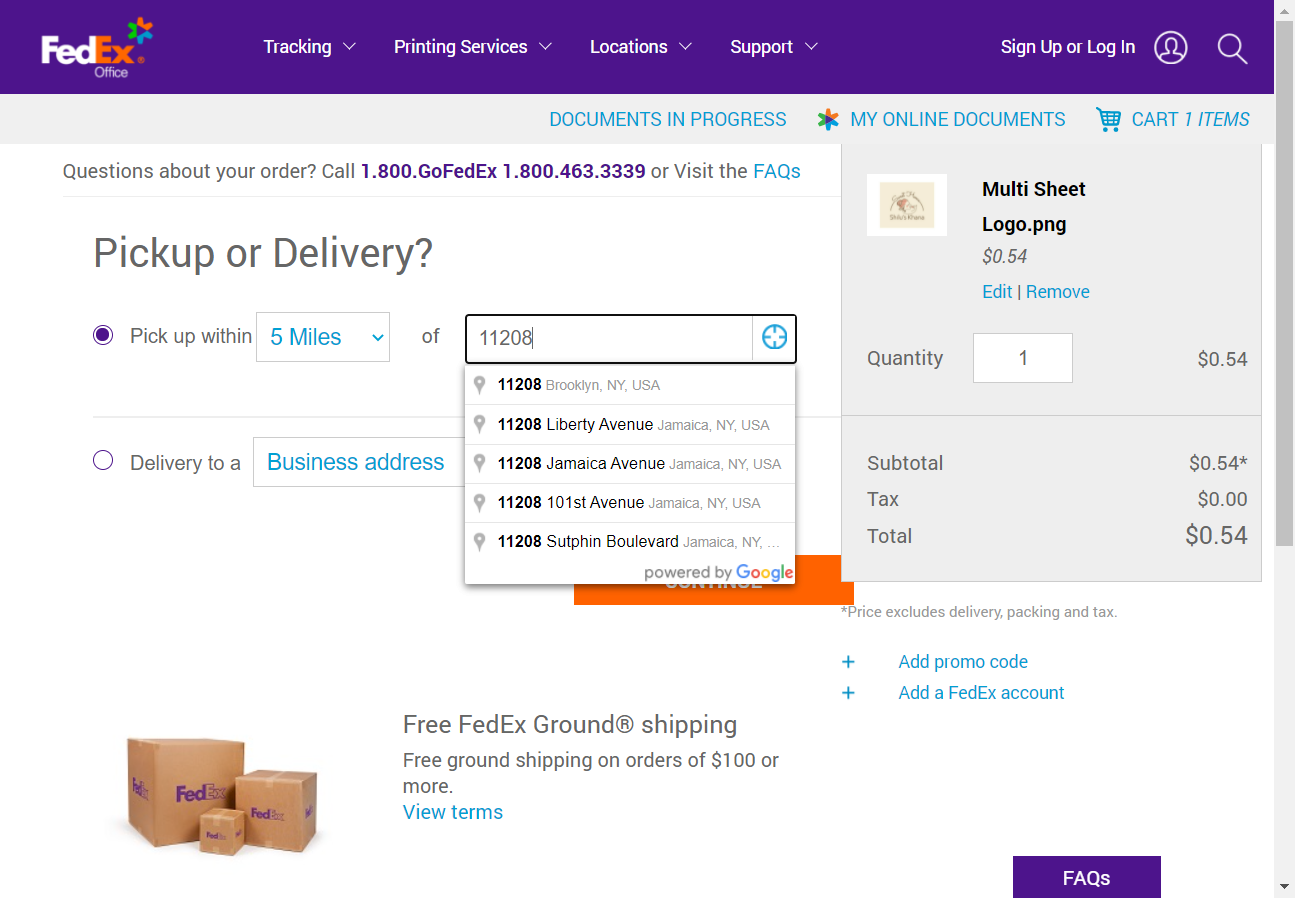 FedEx Office
Tracking
Printing Services
Locations
Support
Sign Up or Log In
DOCUMENTS IN PROGRESS
MY ONLINE DOCUMENTS
CART 1 ITEMS
Questions about your order? Call 1.800.GoFedEx 1.800.463.3339 or Visit the FAQs
Pickup or Delivery?
Pick up within 5 Miles of 11208
11208 Brooklyn, NY, USA
11208 Liberty Avenue Jamaica, NY, USA
11208 Jamaica Avenue Jamaica, NY, USA
11208 101st Avenue Jamaica, NY, USA
11208 Sutphin Boulevard Jamaica, NY, ...
powered by Google
Delivery to a Business address
CONTINUE
Multi Sheet
Logo.png
$0.54
Edit | Remove
Quantity 1 $0.54
Subtotal $0.54*
Tax $0.00
Total $0.54
*Price excludes delivery, packing and tax.
+ Add promo code
+ Add a FedEx account
Free FedEx Ground® shipping
Free ground shipping on orders of $100 or
more.
View terms
FedEx
FedEx
FedEx
FedEx
FAQs